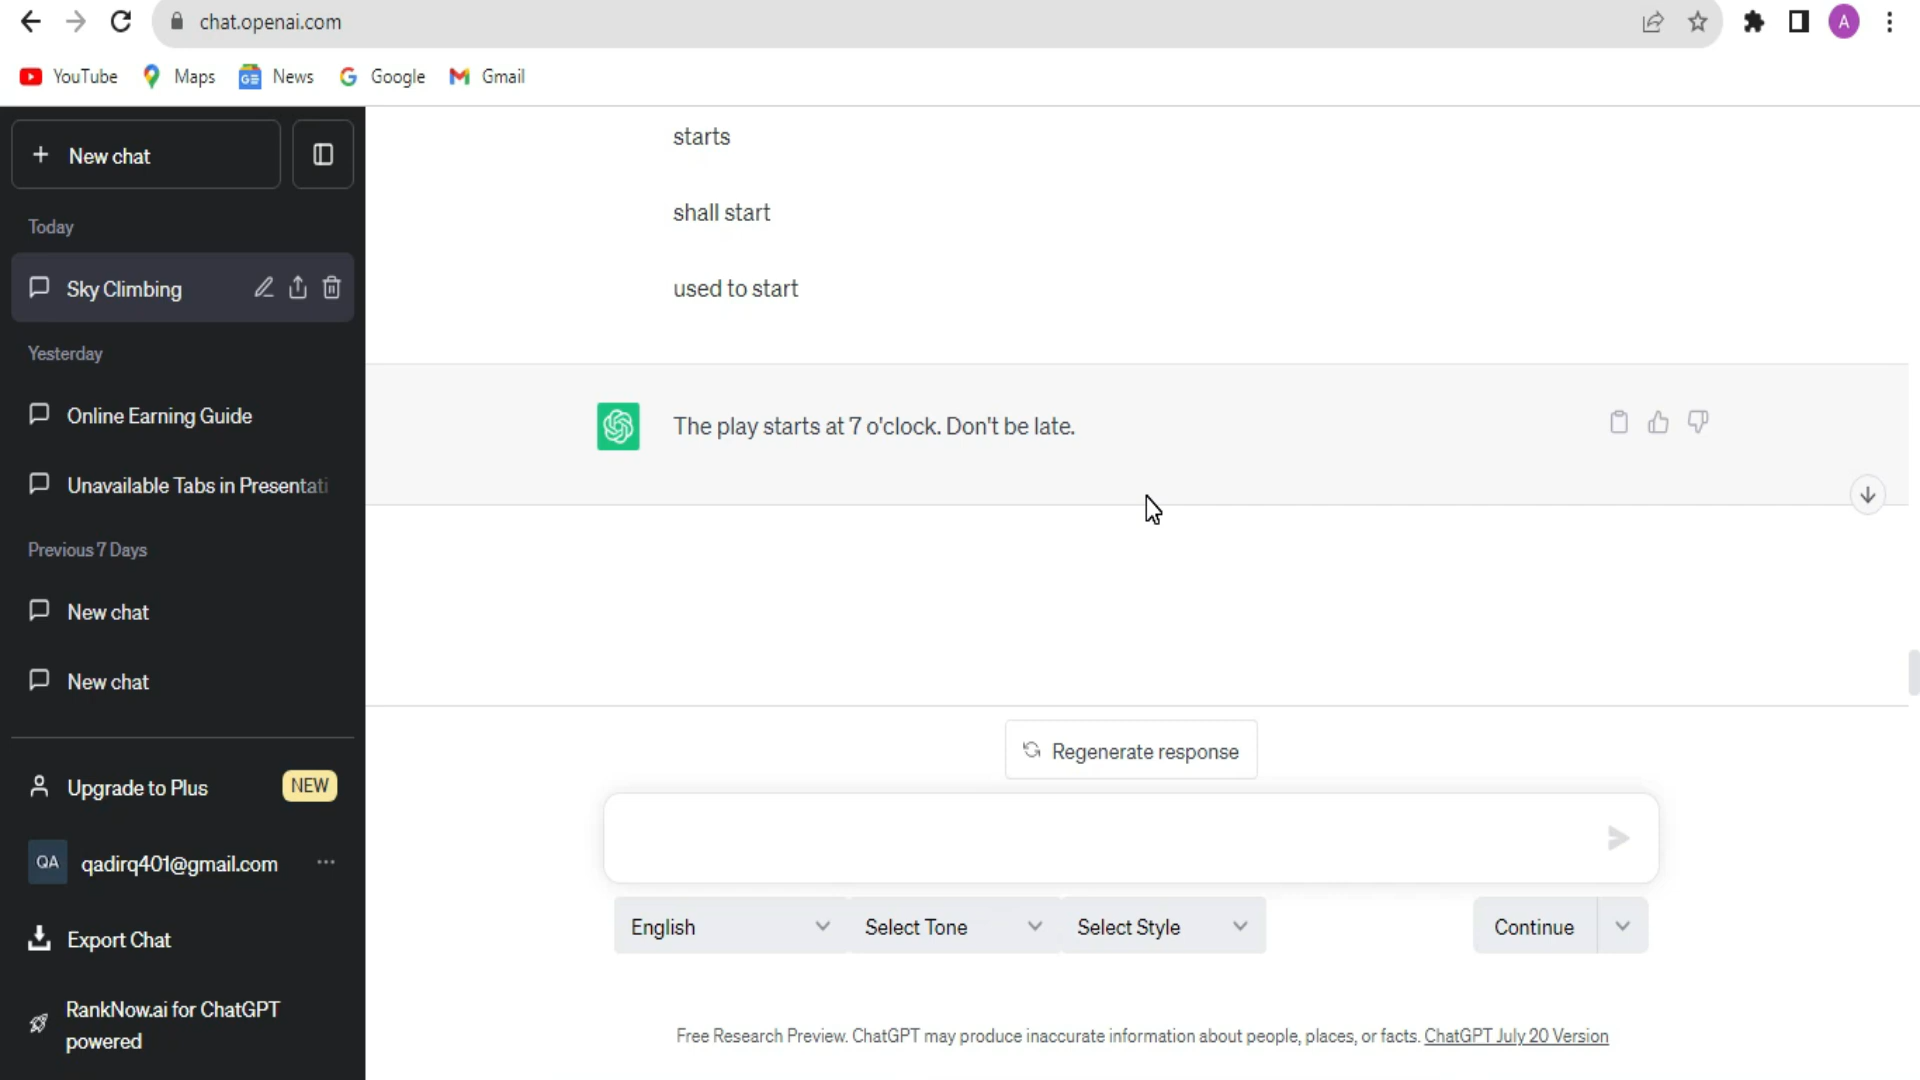 chat.openai.com
A
YouTube
Maps
News
Google
Gmail
New chat
Today
Sky Climbing
Yesterday
Online Earning Guide
Unavailable Tabs in Presentati
Previous 7 Days
New chat
New chat
Upgrade to Plus
NEW
QA
qadirq401@gmail.com
Export Chat
RankNow.ai for ChatGPT
powered
starts
shall start
used to start
The play starts at 7 o'clock. Don't be late.
Regenerate response
English
Select Tone
Select Style
Continue
Free Research Preview. ChatGPT may produce inaccurate information about people, places, or facts. ChatGPT July 20 Version